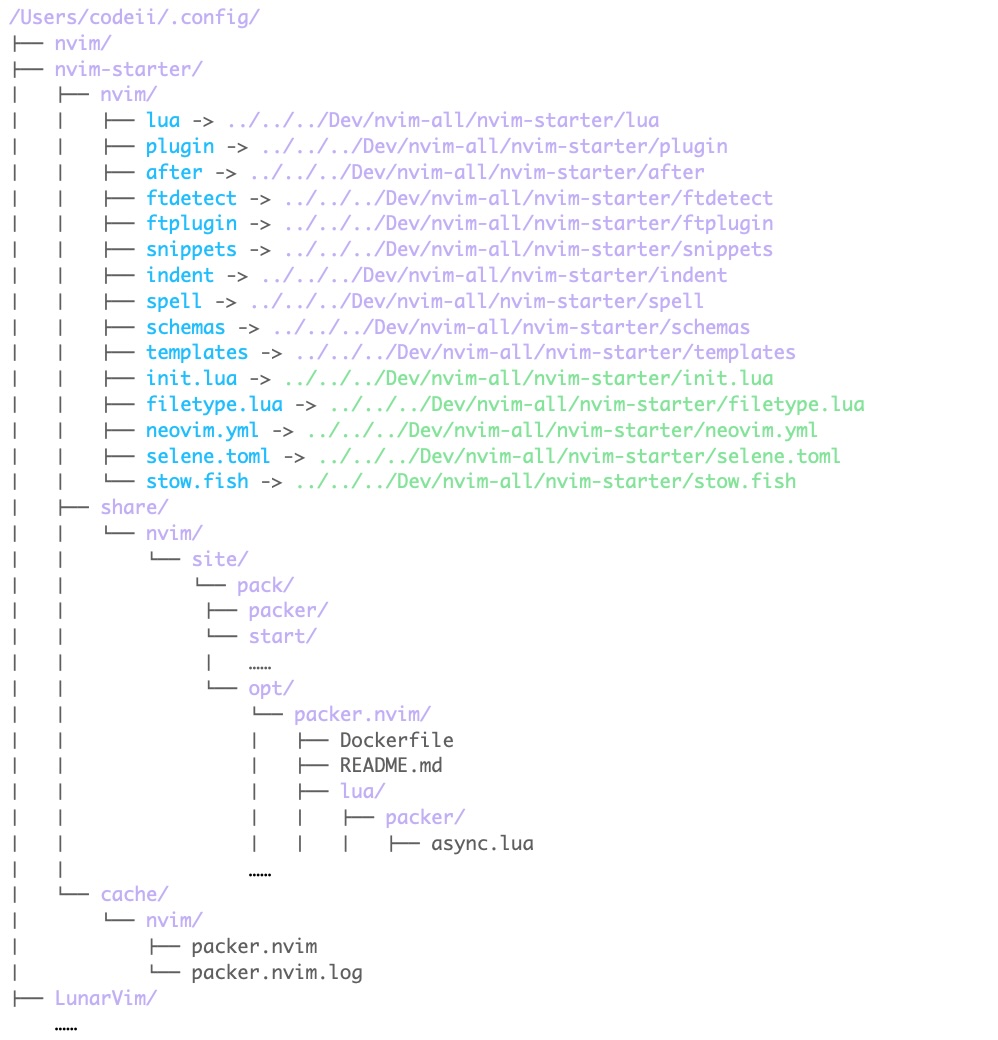 /Users/codeii/.config/
├── nvim/
├── nvim-starter/
│   ├── nvim/
│   │   ├── lua -> ../../../Dev/nvim-all/nvim-starter/lua
│   │   ├── plugin -> ../../../Dev/nvim-all/nvim-starter/plugin
│   │   ├── after -> ../../../Dev/nvim-all/nvim-starter/after
│   │   ├── ftdetect -> ../../../Dev/nvim-all/nvim-starter/ftdetect
│   │   ├── ftplugin -> ../../../Dev/nvim-all/nvim-starter/ftplugin
│   │   ├── snippets -> ../../../Dev/nvim-all/nvim-starter/snippets
│   │   ├── indent -> ../../../Dev/nvim-all/nvim-starter/indent
│   │   ├── spell -> ../../../Dev/nvim-all/nvim-starter/spell
│   │   ├── schemas -> ../../../Dev/nvim-all/nvim-starter/schemas
│   │   ├── templates -> ../../../Dev/nvim-all/nvim-starter/templates
│   │   ├── init.lua -> ../../../Dev/nvim-all/nvim-starter/init.lua
│   │   ├── filetype.lua -> ../../../Dev/nvim-all/nvim-starter/filetype.lua
│   │   ├── neovim.yml -> ../../../Dev/nvim-all/nvim-starter/neovim.yml
│   │   ├── selene.toml -> ../../../Dev/nvim-all/nvim-starter/selene.toml
│   │   └── stow.fish -> ../../../Dev/nvim-all/nvim-starter/stow.fish
│   ├── share/
│   │   └── nvim/
│   │       └── site/
│   │           └── pack/
│   │            ├── packer/
│   │            └── start/
│   │            │   ……
│   │            └── opt/
│   │                └── packer.nvim/
│   │                │   ├── Dockerfile
│   │                │   ├── README.md
│   │                │   ├── lua/
│   │                │   │   ├── packer/
│   │                │   │   │   ├── async.lua
│   │                ……
│   └── cache/
│       └── nvim/
│           ├── packer.nvim
│           └── packer.nvim.log
├── LunarVim/
    ……